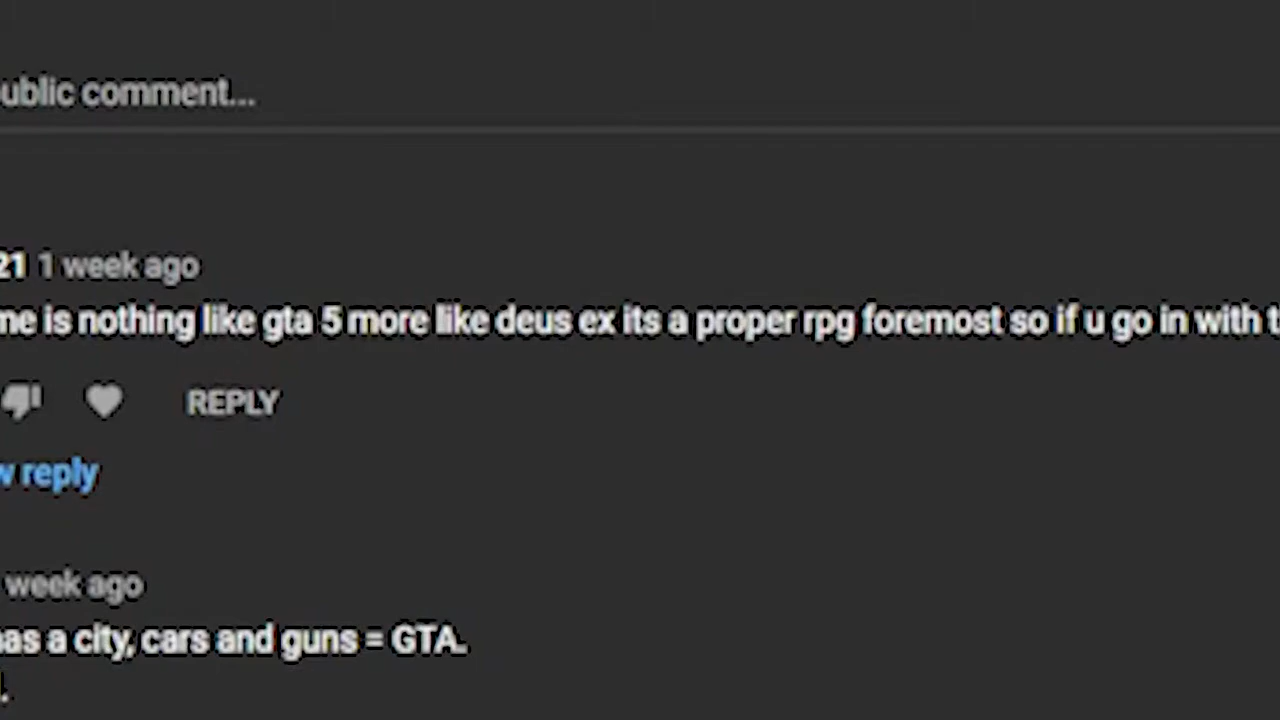 ublic comment...
21 1 week ago
me is nothing like gta 5 more like deus ex its a proper rpg foremost so if u go in with t
REPLY
w reply
week ago
as a city, cars and guns = GTA.
.